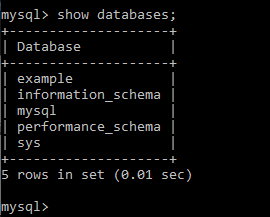 mysql> show databases;
+--------------------+
| Database           |
+--------------------+
| example            |
| information_schema |
| mysql              |
| performance_schema |
| sys                |
+--------------------+
5 rows in set (0.01 sec)
mysql>